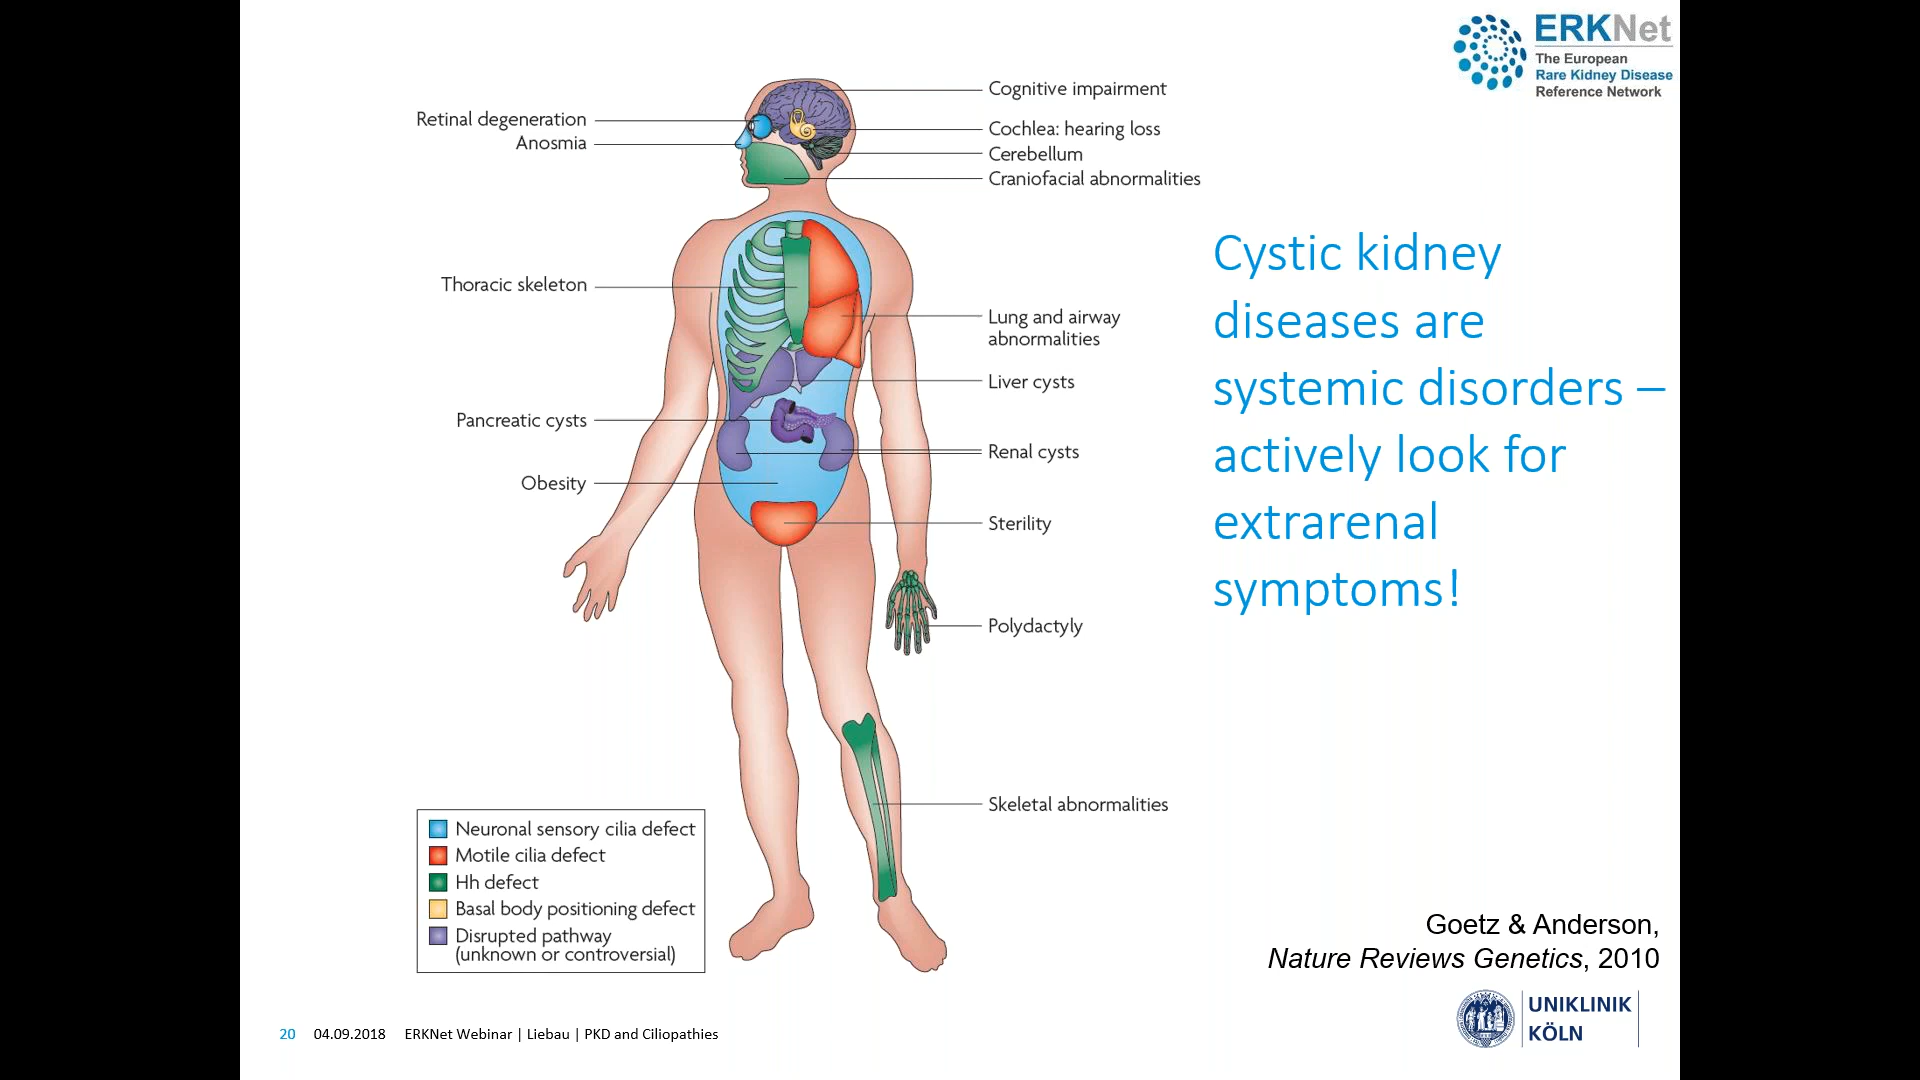 ERKNet
The European
Rare Kidney Disease
Reference Network
Retinal degeneration
Anosmia
Thoracic skeleton
Pancreatic cysts
Obesity
Cognitive impairment
Cochlea: hearing loss
Cerebellum
Craniofacial abnormalities
Lung and airway
abnormalities
Liver cysts
Renal cysts
Sterility
Polydactyly
Skeletal abnormalities
Cystic kidney
diseases are
systemic disorders –
actively look for
extrarenal
symptoms!
Neuronal sensory cilia defect
Motile cilia defect
Hh defect
Basal body positioning defect
Disrupted pathway
(unknown or controversial)
Goetz & Anderson,
Nature Reviews Genetics, 2010
UNIKLINIK
KÖLN
20 04.09.2018 ERKNet Webinar | Liebau | PKD and Ciliopathies